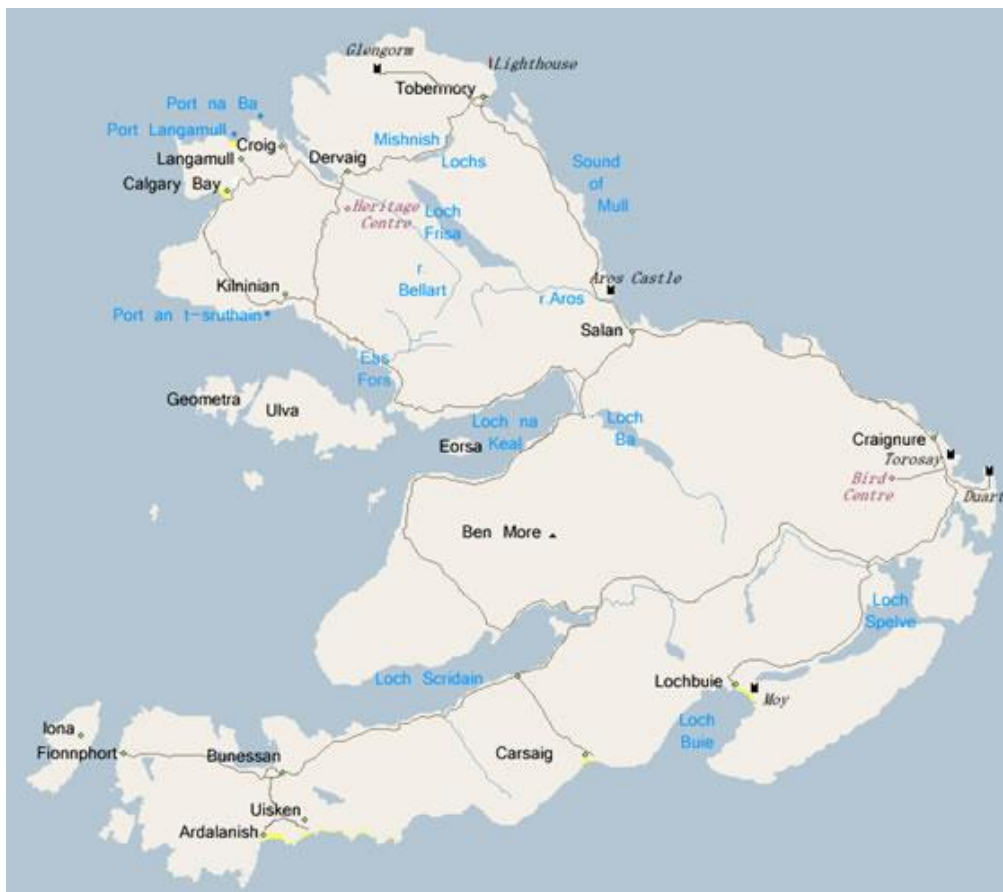 Glengorm
Lighthouse
Tobermory
Port na Ba
Port Langamull
Croig
Mishnish
Lochs
Langamull
Dervaig
Sound
of
Mull
Calgary Bay
Heritage
Centre
Loch
Frisa
r.
Bellart
Aros Castle
Kilninian
r.Aros
Port an t-sruthain
Salan
Eas
Fors
Geometra
Ulva
Loch na
Keal
Eorsa
Loch
Ba
Craignure
Torosay
Bird
Centre
Duart
Ben More
Loch
Spelve
Loch Scridain
Lochbuie
Moy
Iona
Fionnphort
Loch
Buie
Bunessan
Carsaig
Uisken
Ardalanish